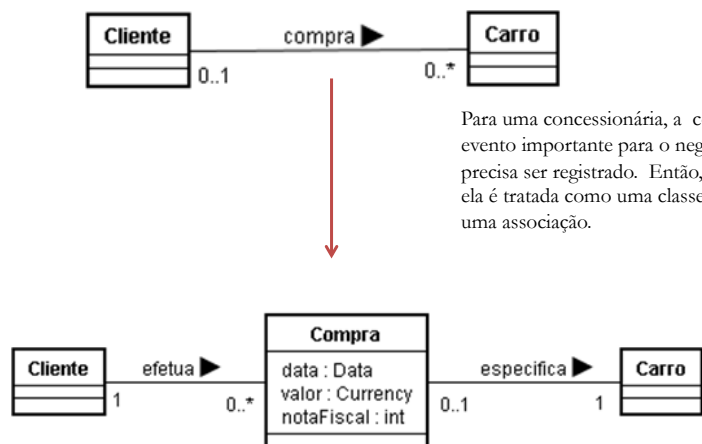 Cliente compra ▶ Carro
0..1 0..*
Para uma concessionária, a
evento importante para o
precisa ser registrado. Então,
ela é tratada como uma classe
uma associação.
Compra
Cliente efetua ▶ data : Data especifica ▶ Carro
valor : Currency
1 0..* notaFiscal : int 0..1 1